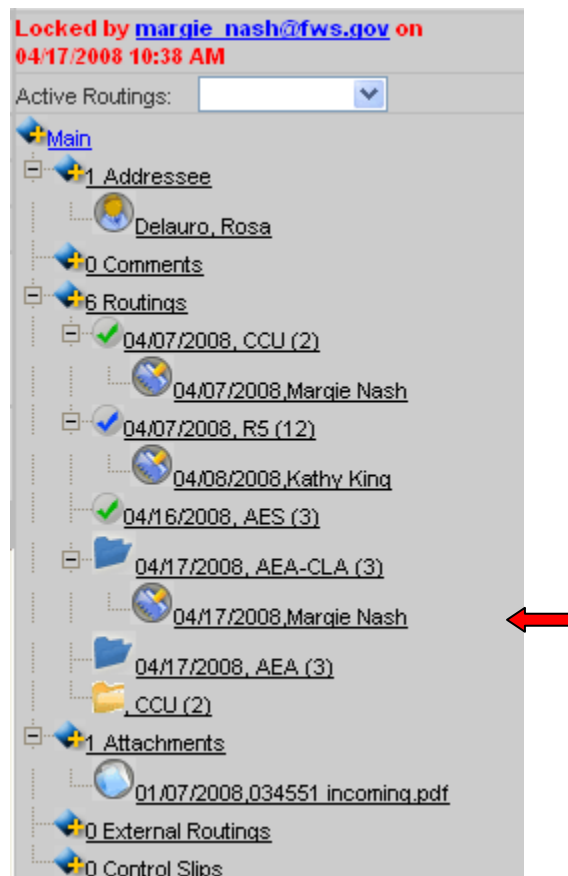 Locked by margie_nash@fws.gov on
04/17/2008 10:38 AM
Active Routings:
Main
1 Addressee
Delauro, Rosa
0 Comments
6 Routings
04/07/2008, CCU (2)
04/07/2008,Margie Nash
04/07/2008, R5 (12)
04/08/2008,Kathy King
04/16/2008, AES (3)
04/17/2008, AEA-CLA (3)
04/17/2008,Margie Nash
04/17/2008, AEA (3)
, CCU (2)
1 Attachments
01/07/2008,034551 incoming.pdf
0 External Routings
0 Control Slips